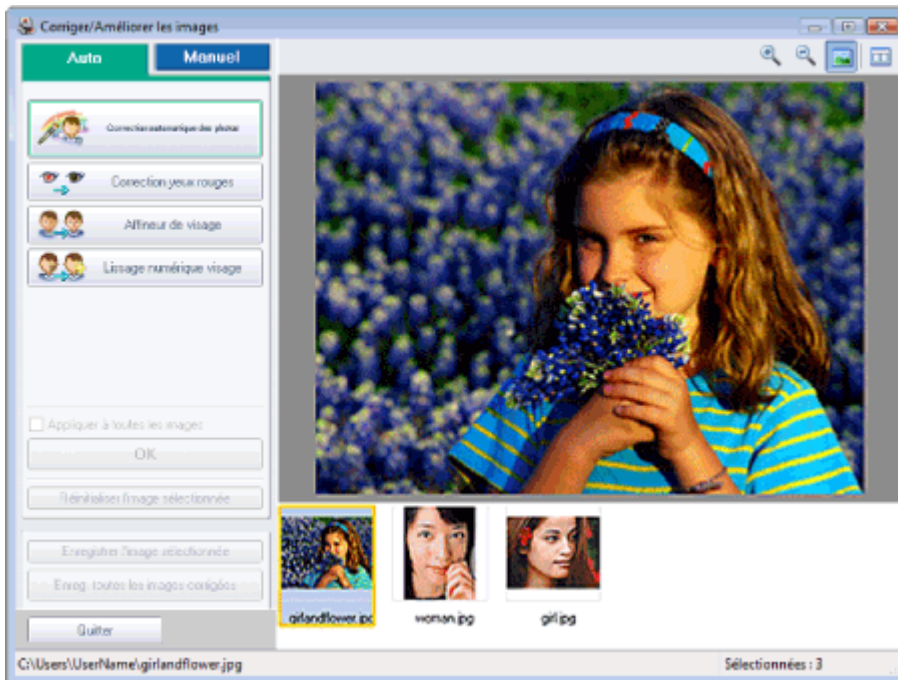 Corriger/Améliorer les images
Auto
Manuel
Correction automatique des photos
Correction yeux rouges
Affineur de visage
Lissage numérique visage
Appliquer à toutes les images
OK
Réinitialiser l'image sélectionnée
Enregistrer l'image sélectionnée
Enreg. toutes les images corrigées
Quitter
girlandflower.jpg
woman.jpg
girl.jpg
C:\Users\UserName\girlandflower.jpg
Sélectionnées : 3